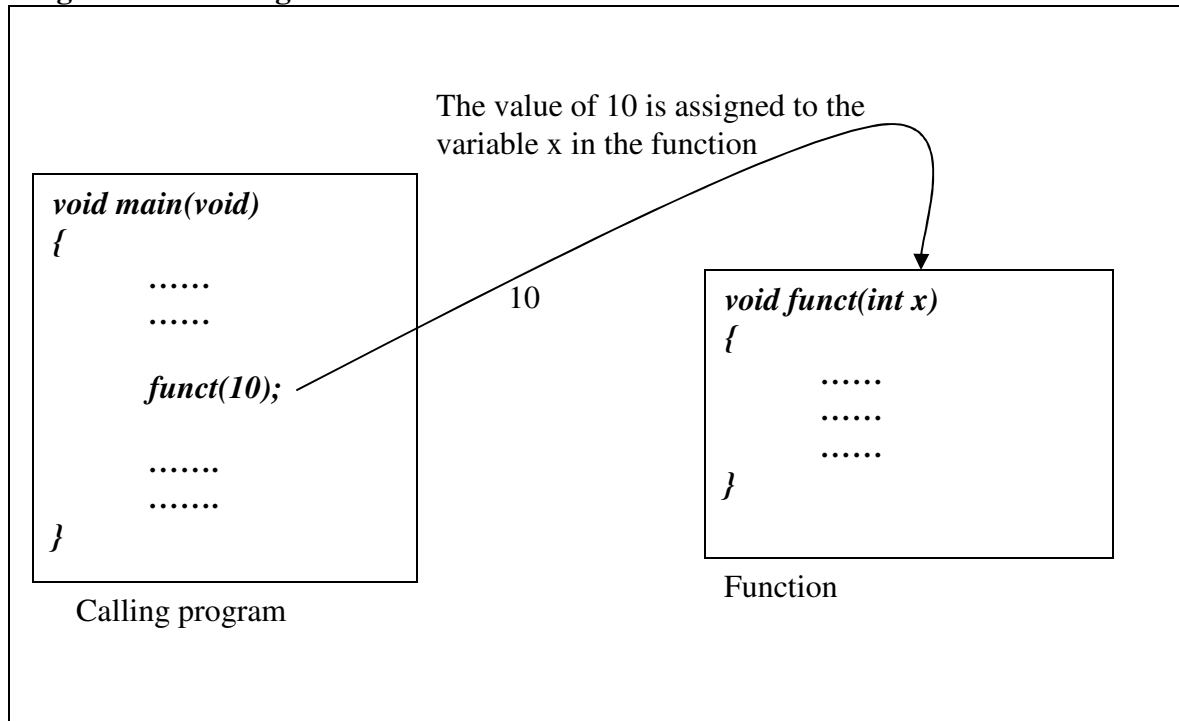 The value of 10 is assigned to the
variable x in the function
void main(void)
{
……
……
10
funct(10);
…….
…….
}
Calling program
void funct(int x)
{
……
……
……
}
Function